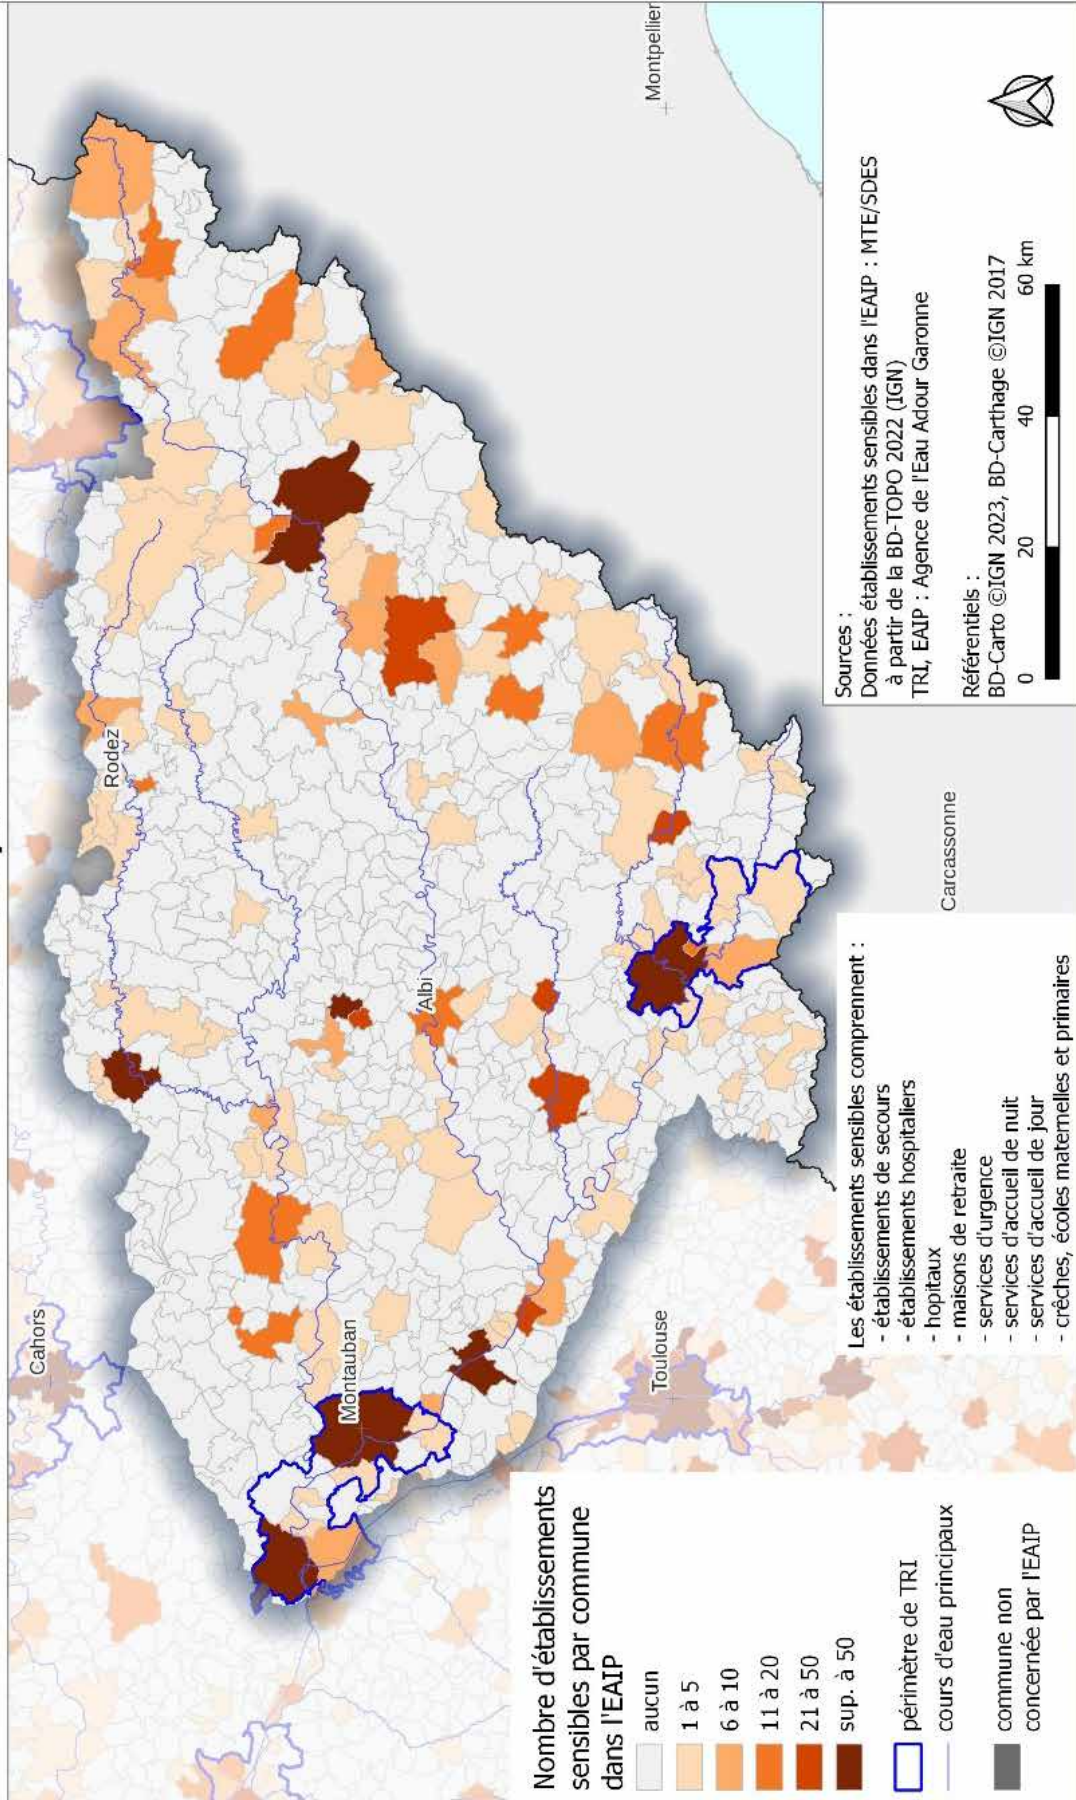 Cahors
Rodez
Montauban
Albi
Toulouse
Carcassonne
Montpellier
Nombre d'établissements
sensibles par commune
dans l'EAIP
aucun
1 à 5
6 à 10
11 à 20
21 à 50
sup. à 50
périmètre de TRI
cours d'eau principaux
commune non
concernée par l'EAIP
Les établissements sensibles comprennent :
- établissements de secours
- établissements hospitaliers
- hopitaux
- maisons de retraite
- services d'urgence
- services d'accueil de nuit
- services d'accueil de jour
- crêches, écoles maternelles et primaires
Sources :
Données établissements sensibles dans l'EAIP : MTE/SDES
à partir de la BD-TOPO 2022 (IGN)
TRI, EAIP : Agence de l'Eau Adour Garonne
Référentiels :
BD-Carto ©IGN 2023, BD-Carthage ©IGN 2017
0 20 40 60 km